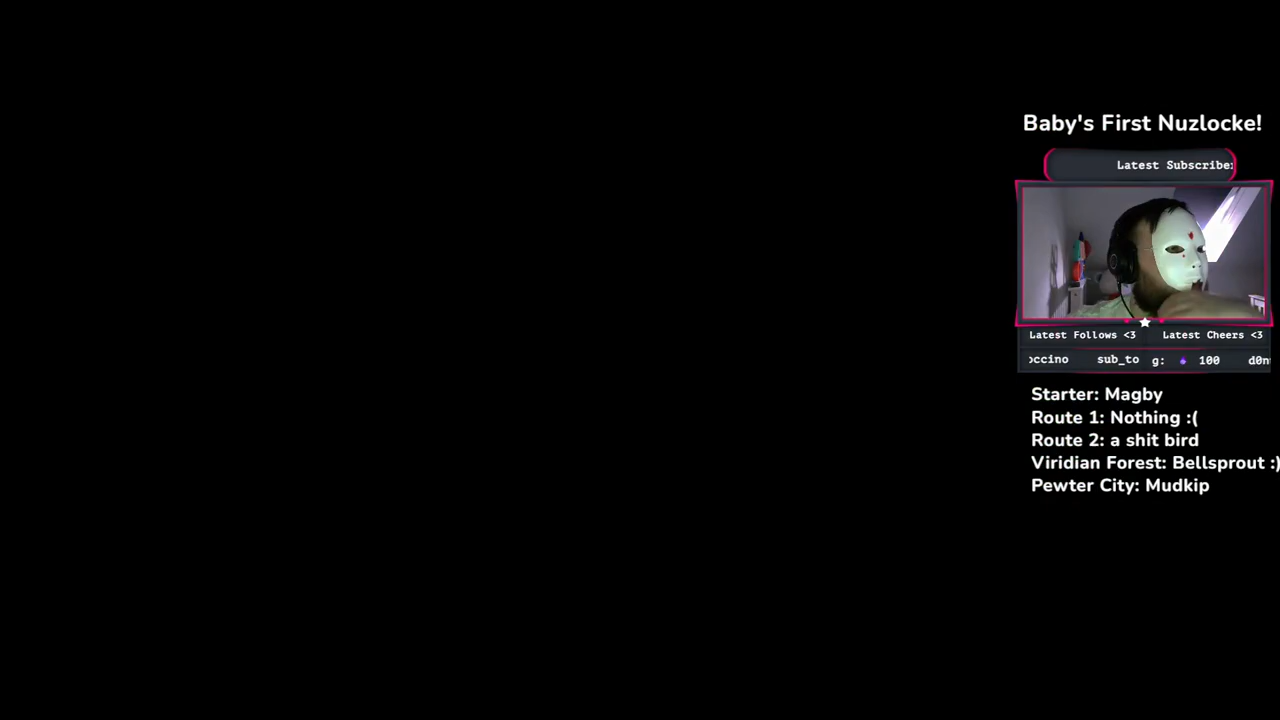 Baby's First Nuzlocke!
Latest Subscriber
Latest Follows <3 Latest Cheers <3
sub_to g: 100
Starter: Magby
Route 1: Nothing :(
Route 2: a shit bird
Viridian Forest: Bellsprout :)
Pewter City: Mudkip